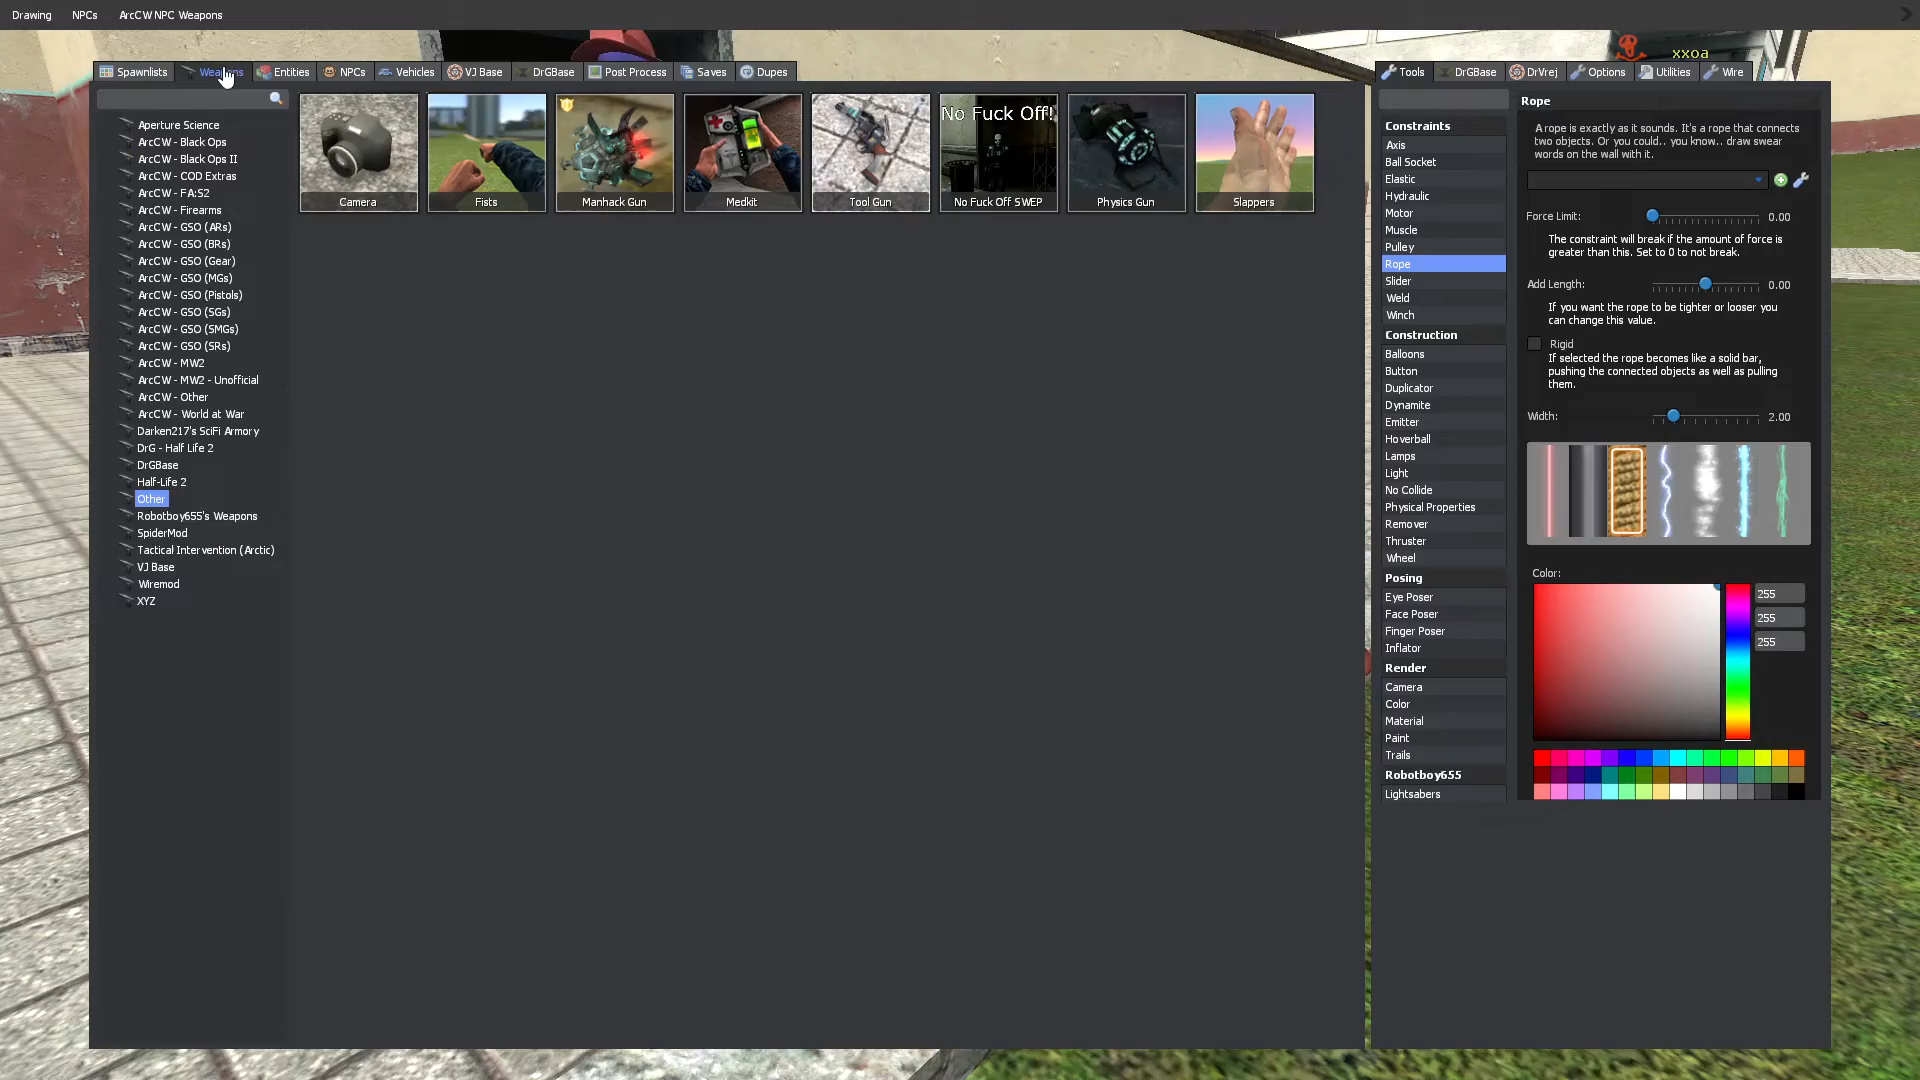 Drawing NPCs ArcCW NPC Weapons
xxoa
Spawnlists Weapons Entities NPCs Vehicles VJ Base DrGBase Post Process Saves Dupes
Tools DrGBase DrVrej Options Utilities Wire
Aperture Science
ArcCW - Black Ops
ArcCW - Black Ops II
ArcCW - COD Extras
ArcCW - FA:S2
ArcCW - Firearms
ArcCW - GSO (ARs)
ArcCW - GSO (BRs)
ArcCW - GSO (Gear)
ArcCW - GSO (MGs)
ArcCW - GSO (Pistols)
ArcCW - GSO (SGs)
ArcCW - GSO (SMGs)
ArcCW - GSO (SRs)
ArcCW - MW2
ArcCW - MW2 - Unofficial
ArcCW - Other
ArcCW - World at War
Darken217's SciFi Armory
DrG - Half Life 2
DrGBase
Half-Life 2
Other
Robotboy655's Weapons
SpiderMod
Tactical Intervention (Arctic)
VJ Base
Wiremod
XYZ
No Fuck Off!
Camera
Fists
Manhack Gun
Medkit
Tool Gun
No Fuck Off SWEP
Physics Gun
Slappers
Constraints
Axis
Ball Socket
Elastic
Hydraulic
Motor
Muscle
Pulley
Rope
Slider
Weld
Winch
Construction
Balloons
Button
Duplicator
Dynamite
Emitter
Hoverball
Lamps
Light
No Collide
Physical Properties
Remover
Thruster
Wheel
Posing
Eye Poser
Face Poser
Finger Poser
Inflator
Render
Camera
Color
Material
Paint
Trails
Robotboy655
Lightsabers
Rope
A rope is exactly as it sounds. It's a rope that connects
two objects. Or you could.. you know.. draw swear
words on the wall with it.
Force Limit: 0.00
The constraint will break if the amount of force is
greater than this. Set to 0 to not break.
Add Length: 0.00
If you want the rope to be tighter or looser you
can change this value.
Rigid
If selected the rope becomes like a solid bar,
pushing the connected objects as well as pulling
them.
Width: 2.00
Color:
255
255
255